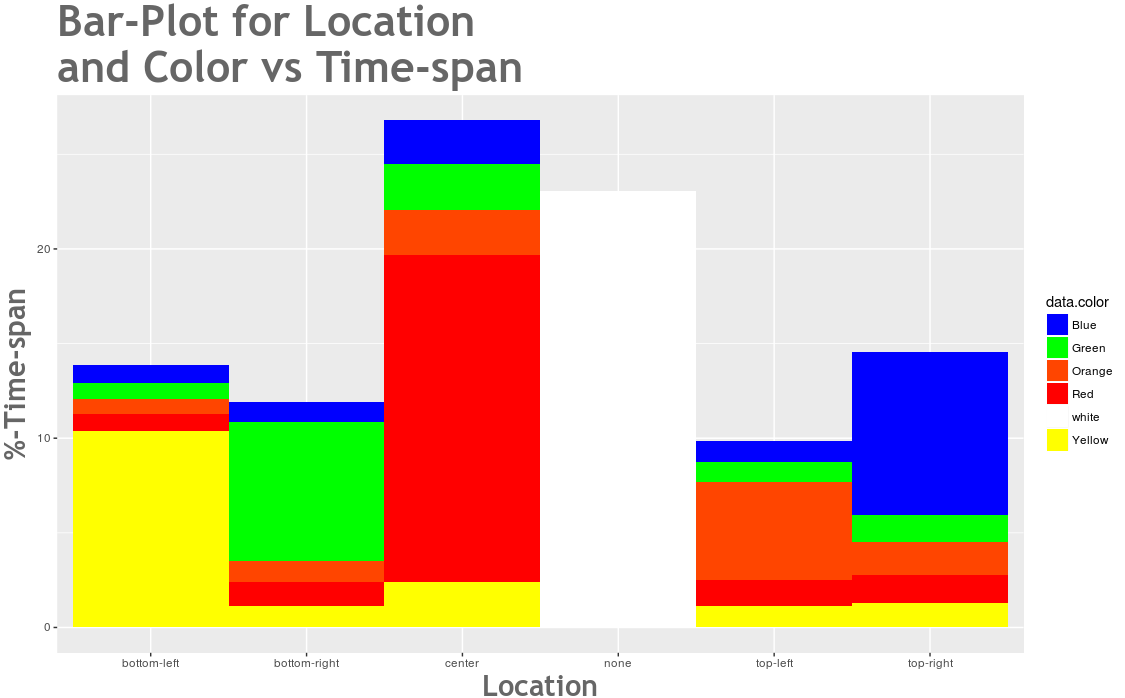 Bar-Plot for Location
and Color vs Time-span
%-Time-span
20
10
0
bottom-left
bottom-right
center
none
top-left
top-right
Location
data.color
Blue
Green
Orange
Red
white
Yellow